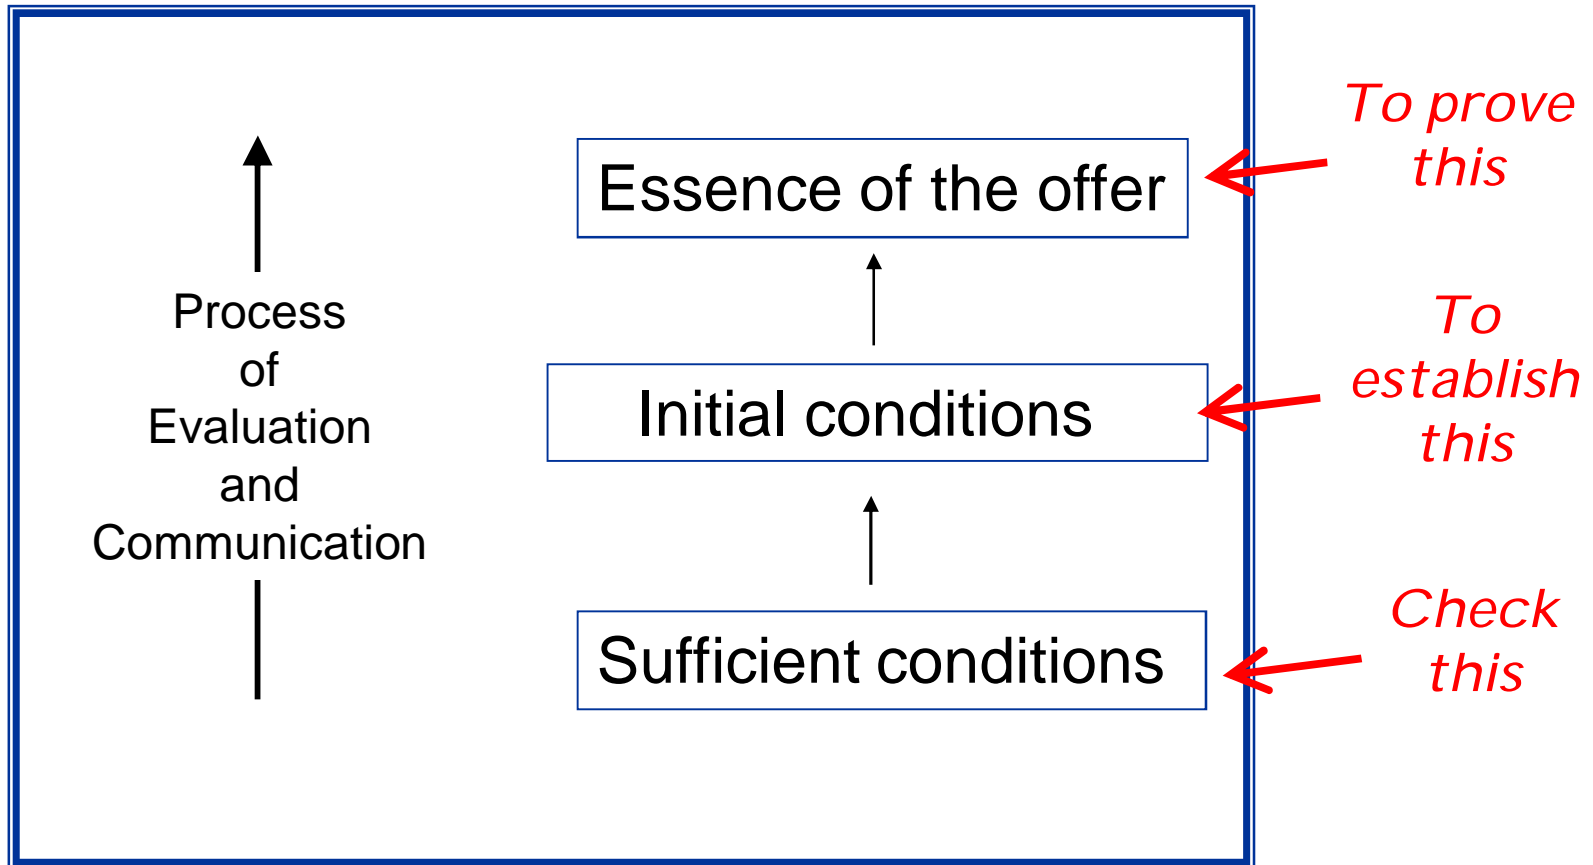 Essence of the offer
To prove
this
Process
of
Evaluation
and
Communication
Initial conditions
To
establish
this
Sufficient conditions
Check
this